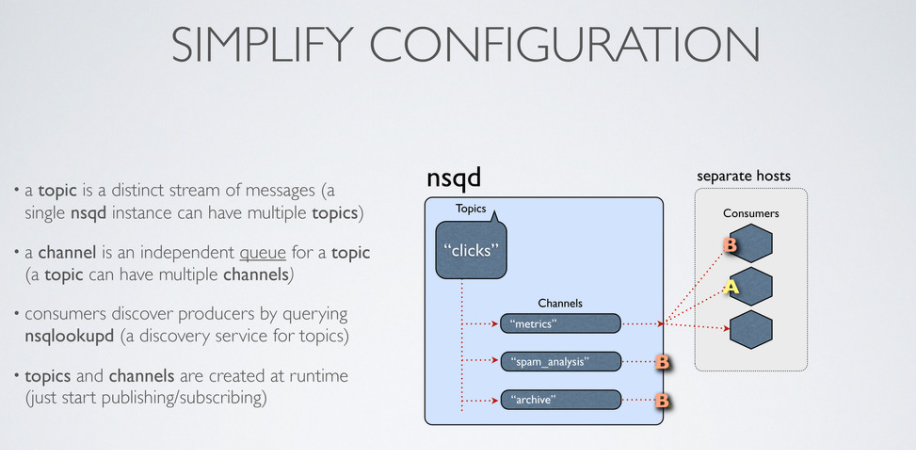 SIMPLIFY CONFIGURATION
• a topic is a distinct stream of messages (a
single nsqd instance can have multiple topics)
• a channel is an independent queue for a topic
(a topic can have multiple channels)
• consumers discover producers by querying
nsqlookupd (a discovery service for topics)
• topics and channels are created at runtime
(just start publishing/subscribing)
nsqd
Topics
“clicks”
Channels
“metrics”
“spam_analysis”
B
“archive”
B
separate hosts
Consumers
B
A